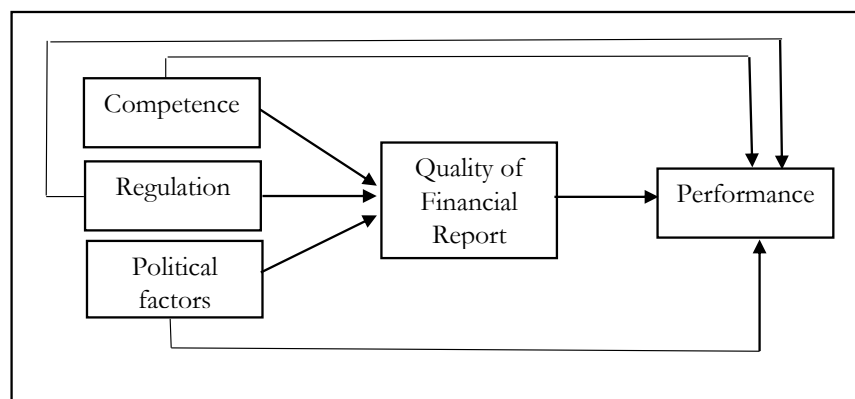 Competence
Regulation
Political
factors
Quality of
Financial
Report
Performance